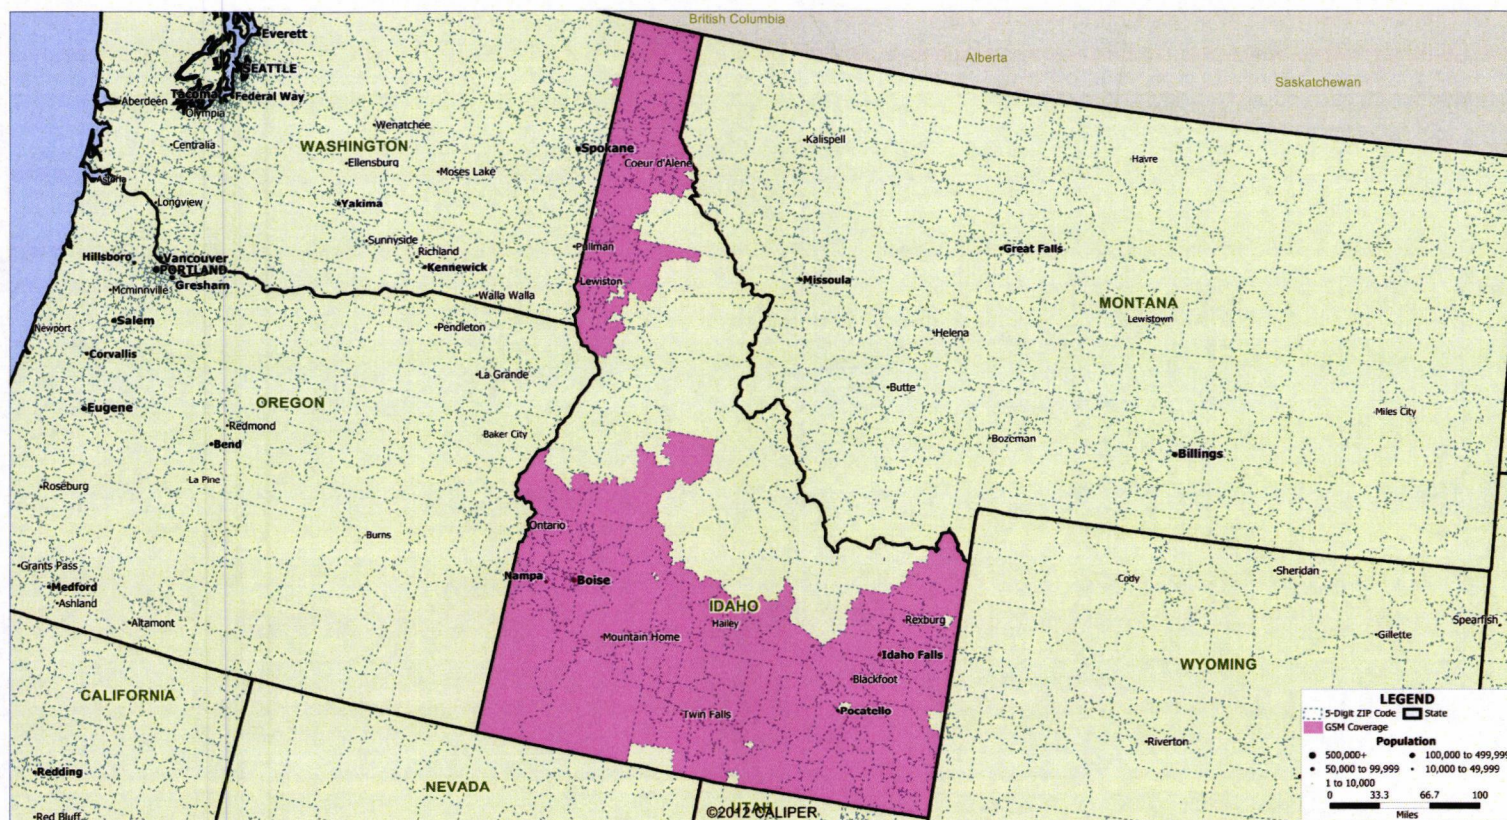 British Columbia
Alberta
Saskatchewan
Everett
SEATTLE
Tacoma
Federal Way
Olympia
Aberdeen
Wenatchee
WASHINGTON
Centralia
Ellensburg
Moses Lake
Spokane
Coeur d'Alene
Kalispell
Havre
Astoria
Longview
Yakima
Sunnyside
Richland
Kennewick
Pullman
Great Falls
Hillsboro
Vancouver
PORTLAND
Gresham
Mcminnville
Walla Walla
Lewiston
Missoula
MONTANA
Lewistown
Newport
Salem
Pendleton
Helena
Corvallis
La Grande
Butte
Eugene
OREGON
Redmond
Bend
Baker City
Miles City
Bozeman
Billings
Roseburg
La Pine
Burns
Ontario
Grants Pass
Medford
Ashland
Altamont
Nampa
Boise
IDAHO
Hailey
Mountain Home
Rexburg
Idaho Falls
Blackfoot
Pocatello
Twin Falls
Cody
Sheridan
Gillette
Spearfish
WYOMING
Riverton
CALIFORNIA
Redding
Red Bluff
NEVADA
UTAH
©2012 CALIPER
LEGEND
5-Digit ZIP Code State
GSM Coverage
Population
500,000+ 100,000 to 499,999
50,000 to 99,999 10,000 to 49,999
1 to 10,000
0 33.3 66.7 100
Miles